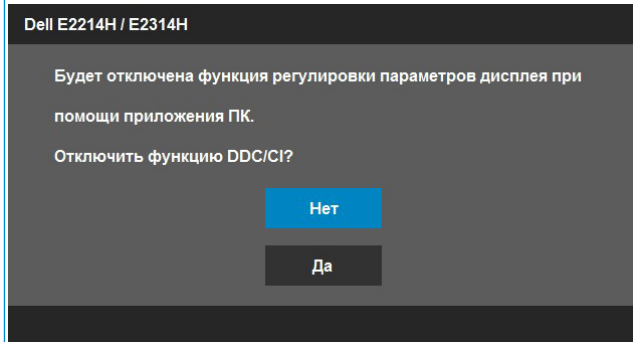 Dell E2214H / E2314H
Будет отключена функция регулировки параметров дисплея при
помощи приложения ПК.
Отключить функцию DDC/CI?
Нет
Да